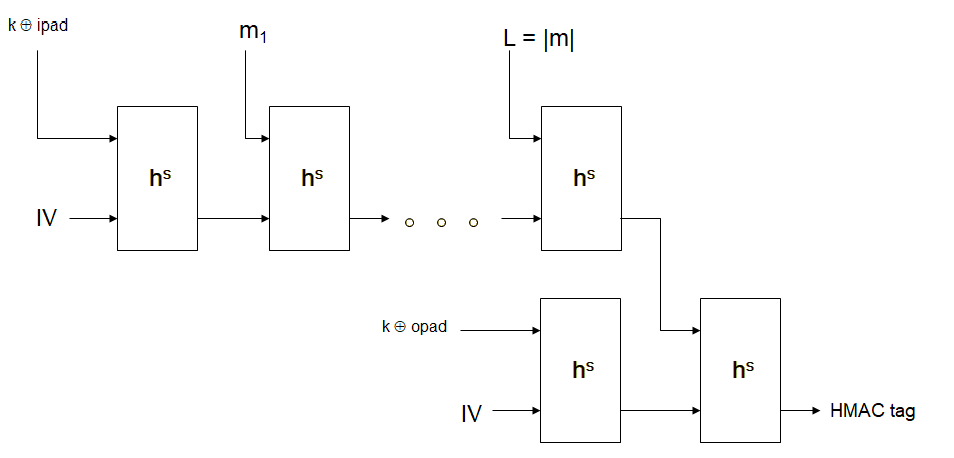 k ⊕ ipad
m₁
L = |m|
hˢ
hˢ
hˢ
IV
k ⊕ opad
hˢ
hˢ
IV
HMAC tag